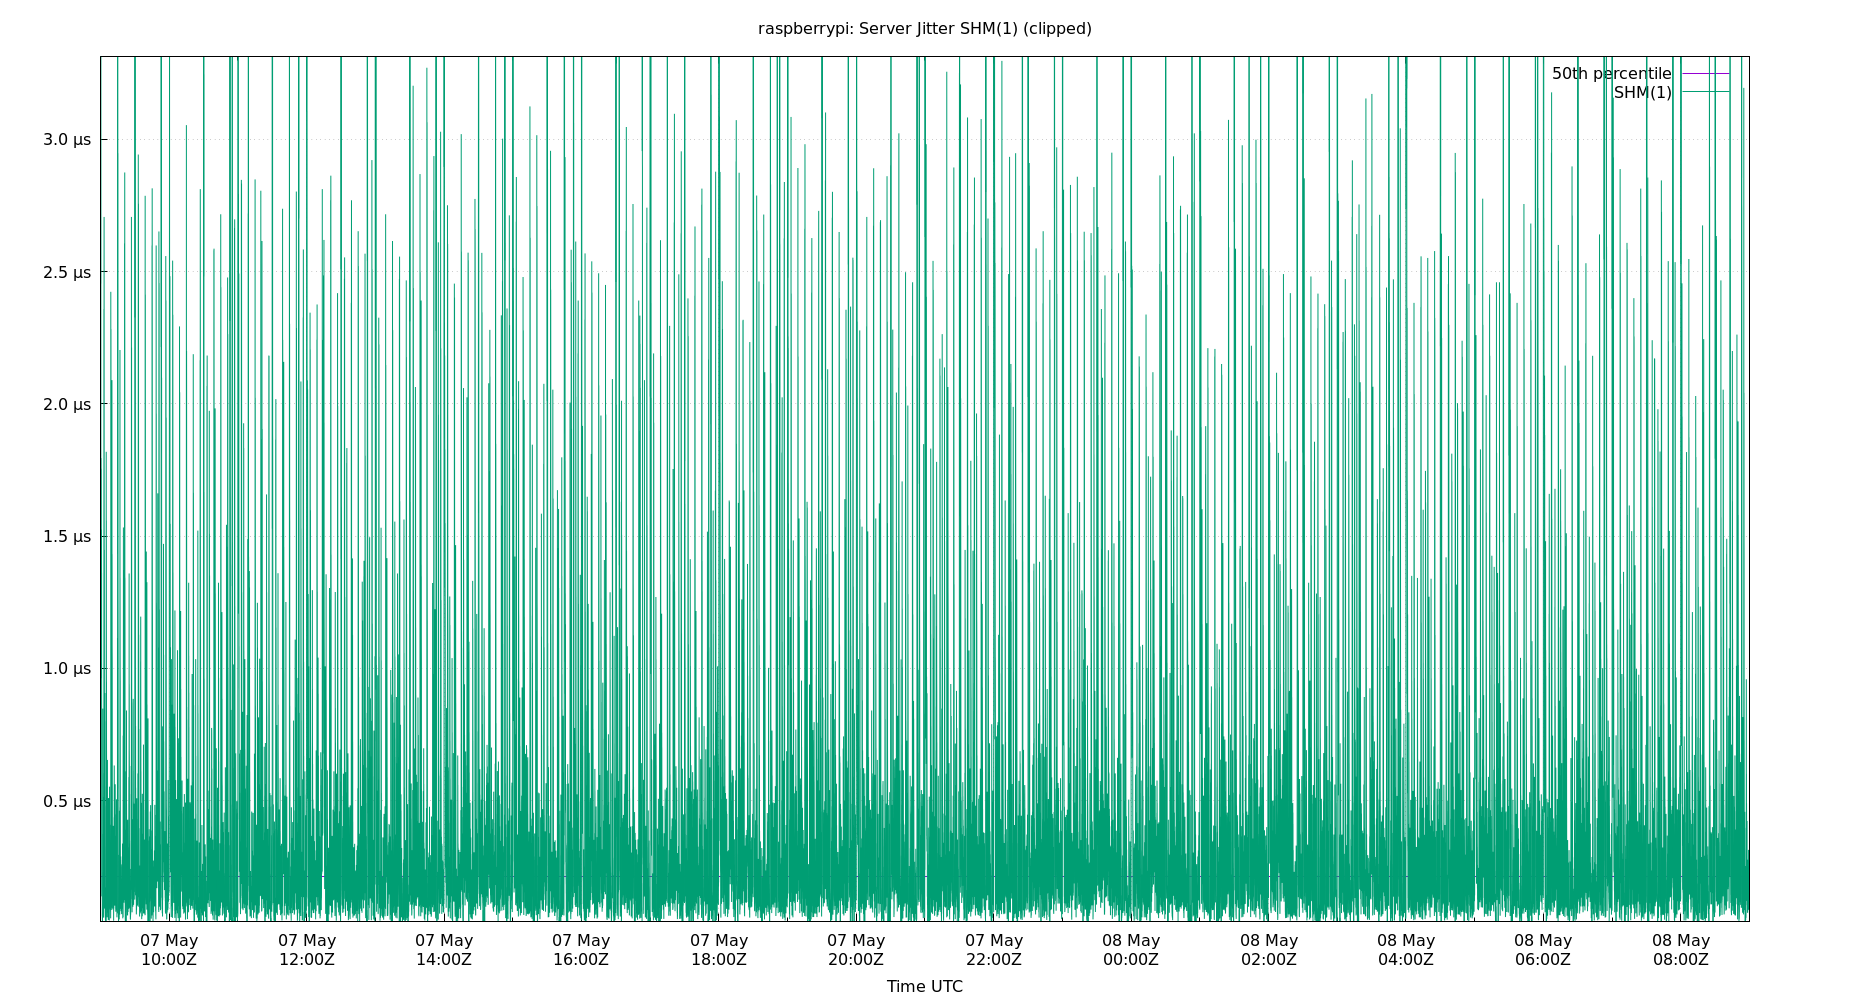 raspberrypi: Server Jitter SHM(1) (clipped)
50th percentile
SHM(1)
3.0 µs
2.5 µs
2.0 µs
1.5 µs
1.0 µs
0.5 µs
07 May 07 May 07 May 07 May 07 May 07 May 07 May 08 May 08 May 08 May 08 May 08 May
10:00Z 12:00Z 14:00Z 16:00Z 18:00Z 20:00Z 22:00Z 00:00Z 02:00Z 04:00Z 06:00Z 08:00Z
Time UTC